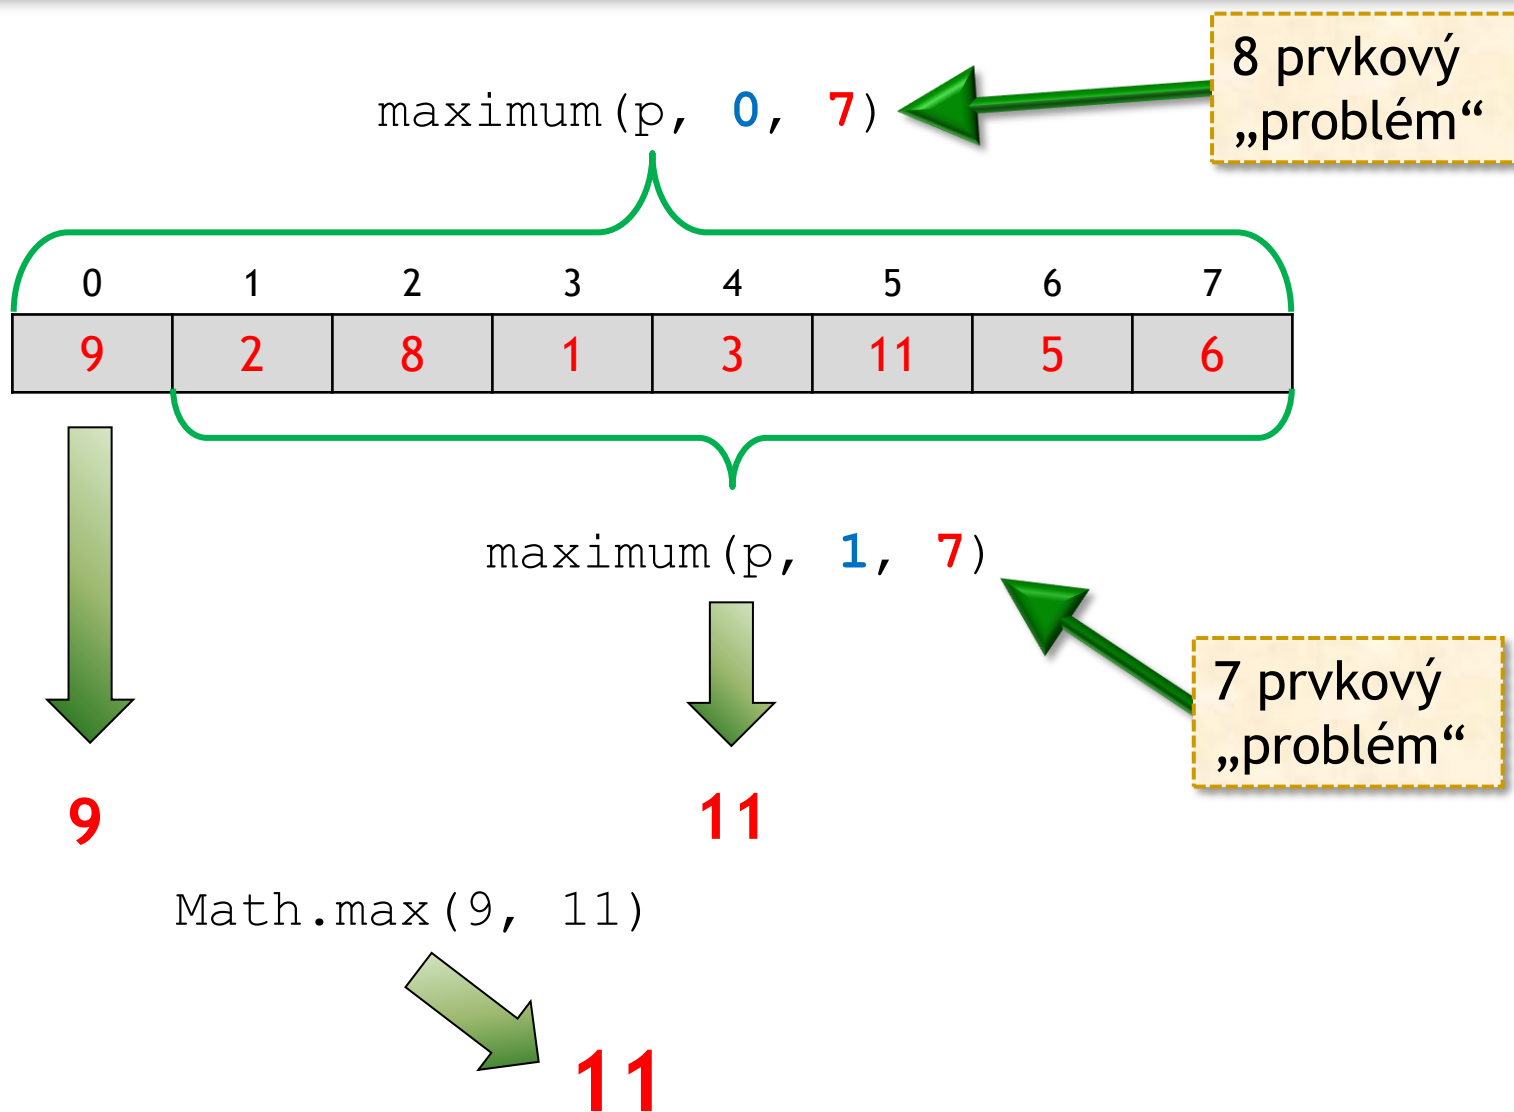 8 prvkový
„problém“
maximum(p, 0, 7)
0 1 2 3 4 5 6 7
9 2 8 1 3 11 5 6
maximum(p, 1, 7)
7 prvkový
„problém“
9 11
Math.max(9, 11)
11